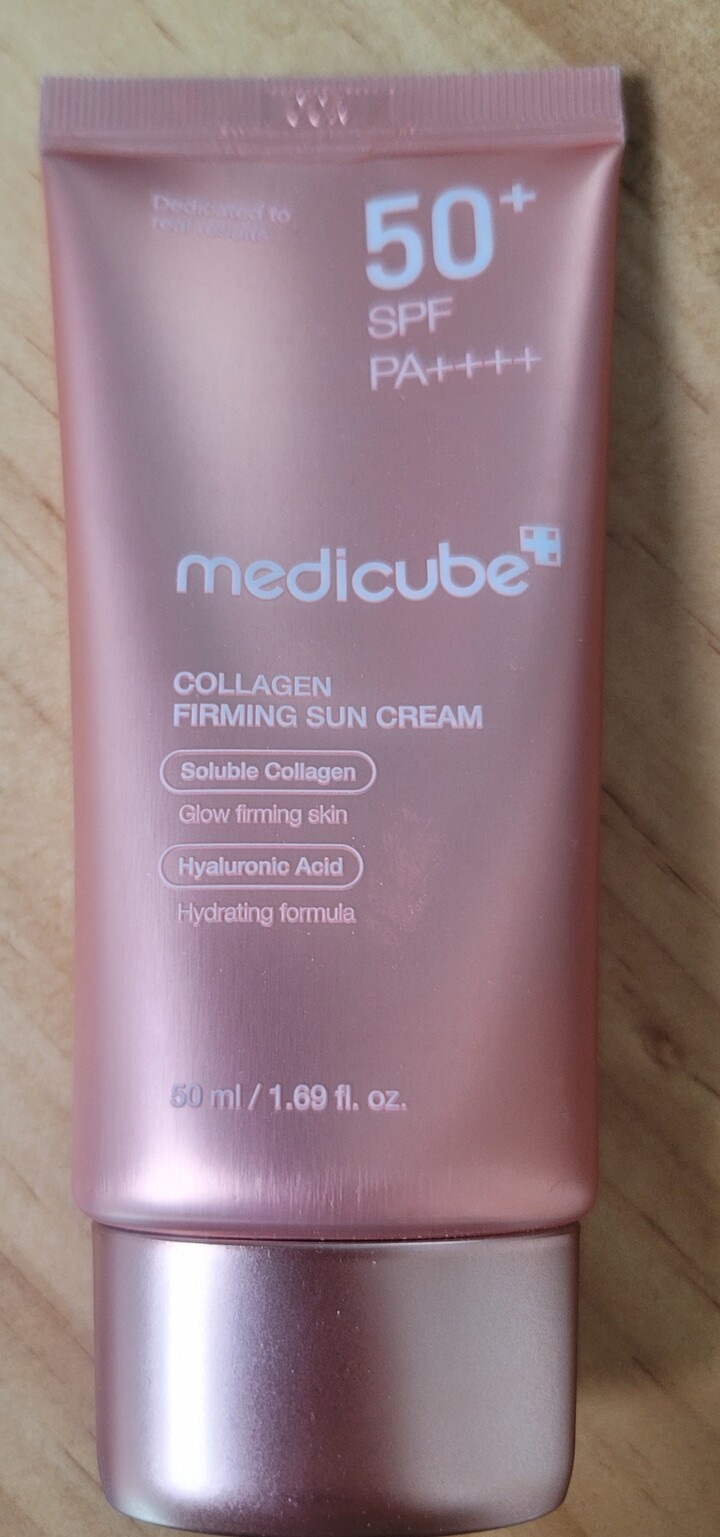 Dedicated to
real results
50+
SPF
PA++++
medicube
COLLAGEN
FIRMING SUN CREAM
Soluble Collagen
Glow firming skin
Hyaluronic Acid
Hydrating formula
50 ml / 1.69 fl. oz.